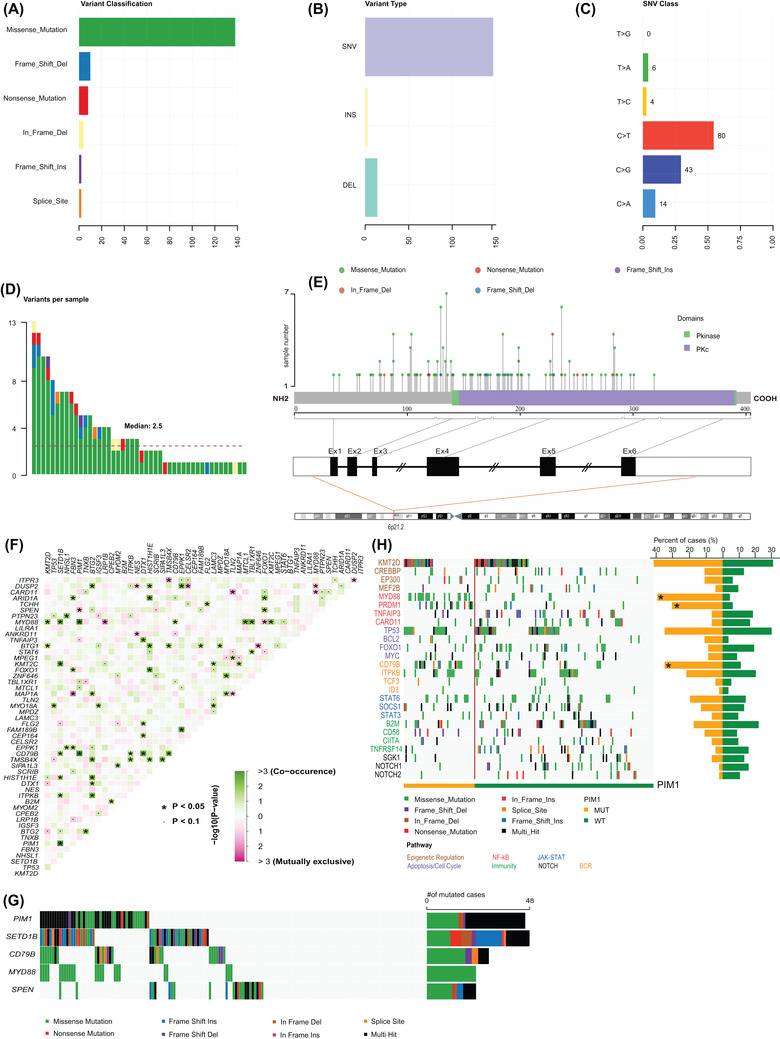 (A)
Variant Classification
Missense_Mutation
Frame_Shift_Del
Nonsense_Mutation
In_Frame_Del
Frame_Shift_Ins
Splice_Site
0
20
40
60
80
100
120
140
(B)
Variant Type
SNV
INS
DEL
0
50
100
150
(C)
SNV Class
T>G 0
T>A 6
T>C 4
C>T 80
C>G 43
C>A 14
0.00
0.25
0.50
0.75
1.00
(D)
Variants per sample
13
8
4
0
Median: 2.5
Missense_Mutation
Nonsense_Mutation
Frame_Shift_Ins
In_Frame_Del
Frame_Shift_Del
(E)
7
sample number
1
Domains
Pkinase
PKc
NH2
COOH
0 100 200 300 400
Ex1 Ex2 Ex3 Ex4 Ex5 Ex6
6p21.2
(F)
ITPR3
DUSP2
CARD11
ARID1A
TCHH
SPEN
PTPN23
MYD88
LILRA1
ANKRD11
TNFAIP3
BTG1
STAT6
MPEG1
KMT2C
FOXO1
ZNF646
TBL1XR1
MTCL1
MAP1A
TLN2
MYO18A
MPDZ
LAMC3
FLG2
FAM189B
CEP164
CELSR2
EPPK1
CD79B
TMSB4X
SIPA1L3
SCRIB
HIST1H1E
DTX1
NES
ITPKB
B2M
MYOM2
CPEB2
LRP1B
IGSF3
BTG2
TNXB
PIM1
FBN3
NHSL1
SETD1B
TP53
KMT2D
>3 (Co-occurence)
2
1
0
1
2
> 3 (Mutually exclusive)
−log10(P-value)
* P < 0.05
· P < 0.1
(H)
Percent of cases (%)
40 30 20 10 0 10 20 30
KMT2D
CREBBP
EP300
MEF2B
MYD88
PRDM1
TNFAIP3
CARD11
TP53
BCL2
FOXO1
MYC
CD79B
ITPKB
TCF3
ID3
STAT6
SOCS1
STAT3
B2M
CD58
CIITA
TNFRSF14
SGK1
NOTCH1
NOTCH2
PIM1
Missense_Mutation
Frame_Shift_Del
In_Frame_Del
Nonsense_Mutation
In_Frame_Ins
Splice_Site
Frame_Shift_Ins
Multi_Hit
PIM1
MUT
WT
Pathway
Epigenetic Regulation
NF-kB
JAK-STAT
Apoptosis/Cell Cycle
Immunity
NOTCH
BCR
(G)
#of mutated cases
0 48
PIM1
SETD1B
CD79B
MYD88
SPEN
Missense Mutation
Frame Shift Ins
In Frame Del
Splice Site
Nonsense Mutation
Frame Shift Del
In Frame Ins
Multi Hit